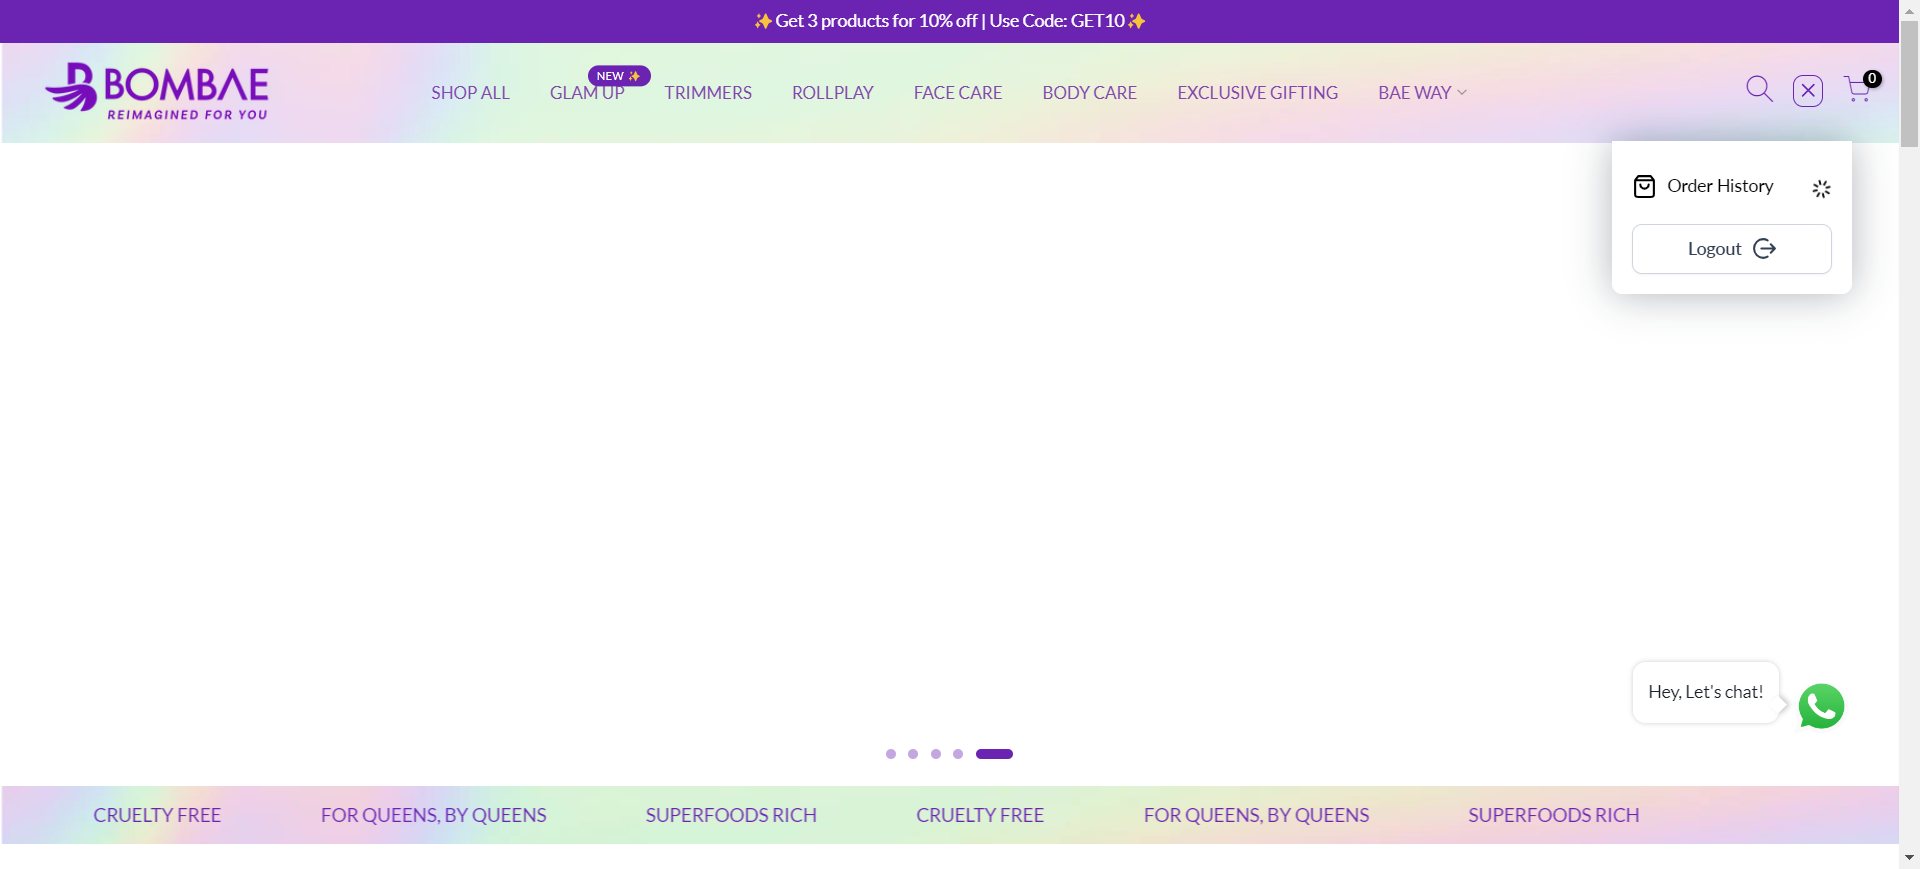 ✨Get 3 products for 10% off | Use Code: GET10✨
BOMBAE
REIMAGINED FOR YOU
SHOP ALL
GLAM UP
NEW ✨
TRIMMERS
ROLLPLAY
FACE CARE
BODY CARE
EXCLUSIVE GIFTING
BAE WAY
0
Order History
Logout
Hey, Let's chat!
CRUELTY FREE
FOR QUEENS, BY QUEENS
SUPERFOODS RICH
CRUELTY FREE
FOR QUEENS, BY QUEENS
SUPERFOODS RICH